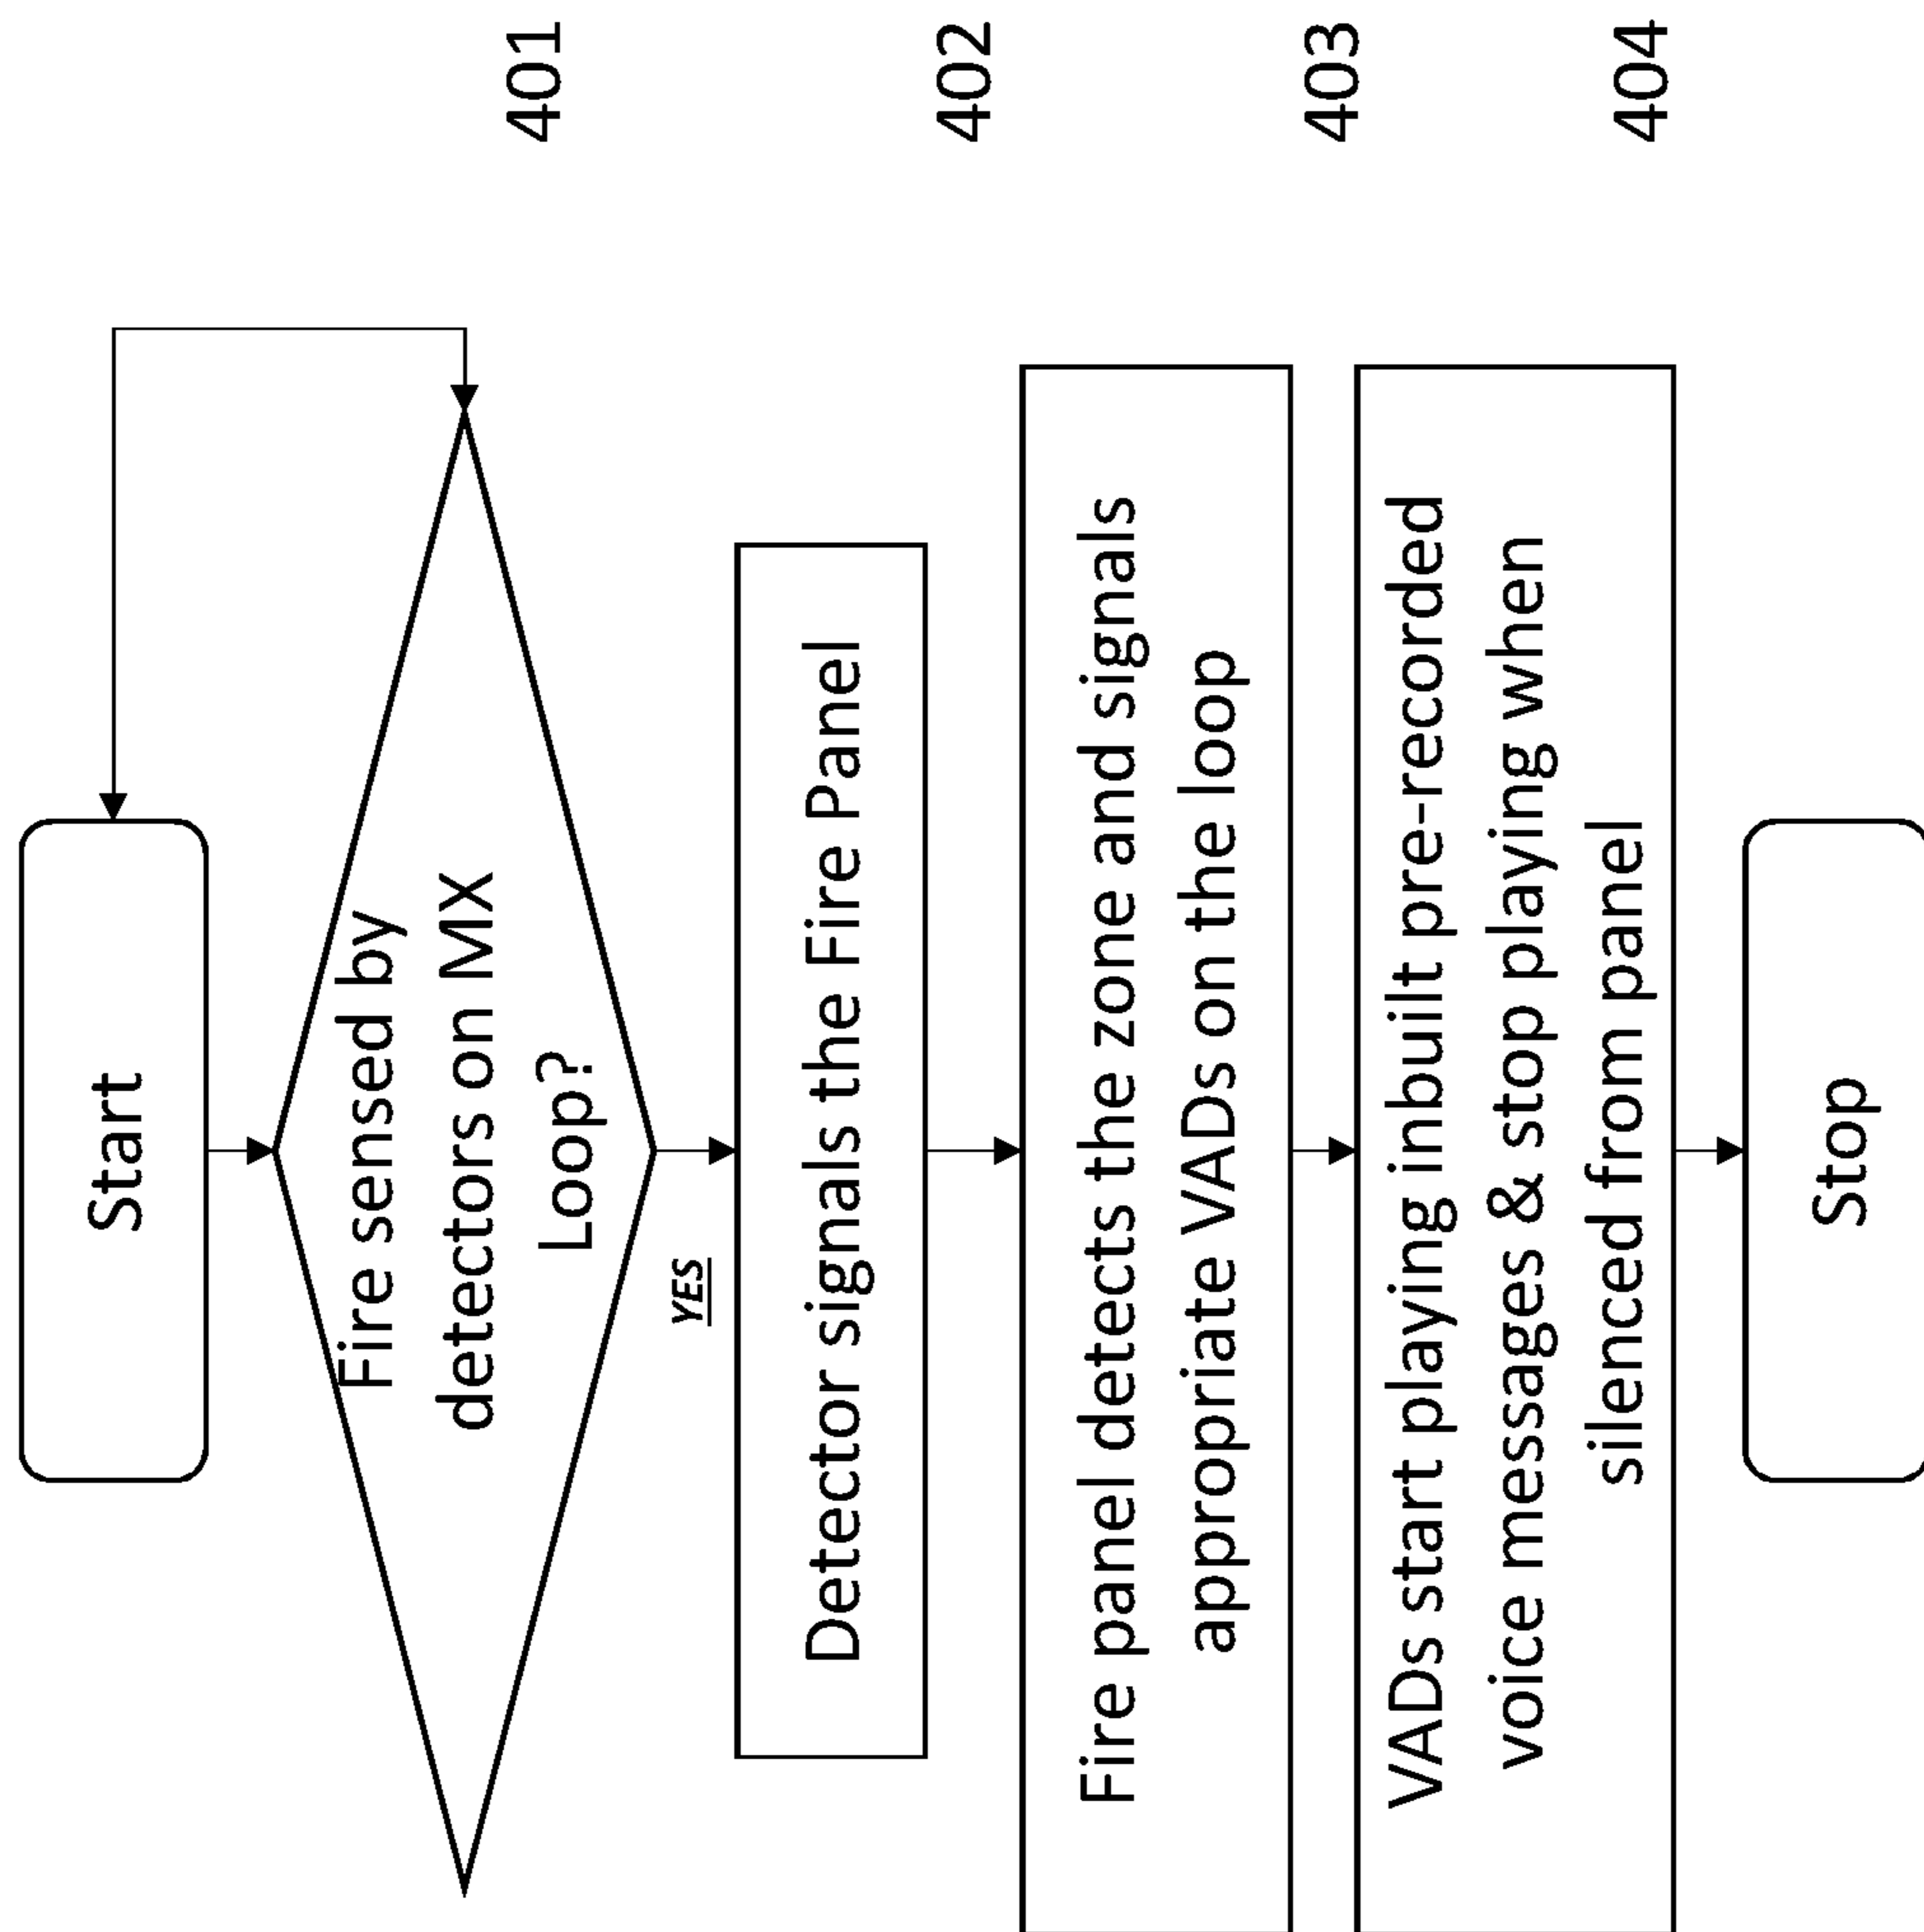 Start
Fire sensed by
detectors on Mx
Loop?
401
YES
Detector signals the Fire Panel
402
Fire panel detects the zone and signals
appropriate VADs on the loop
403
VADs start playing inbuilt pre-recorded
voice messages & stop playing when
silenced from panel
404
Stop